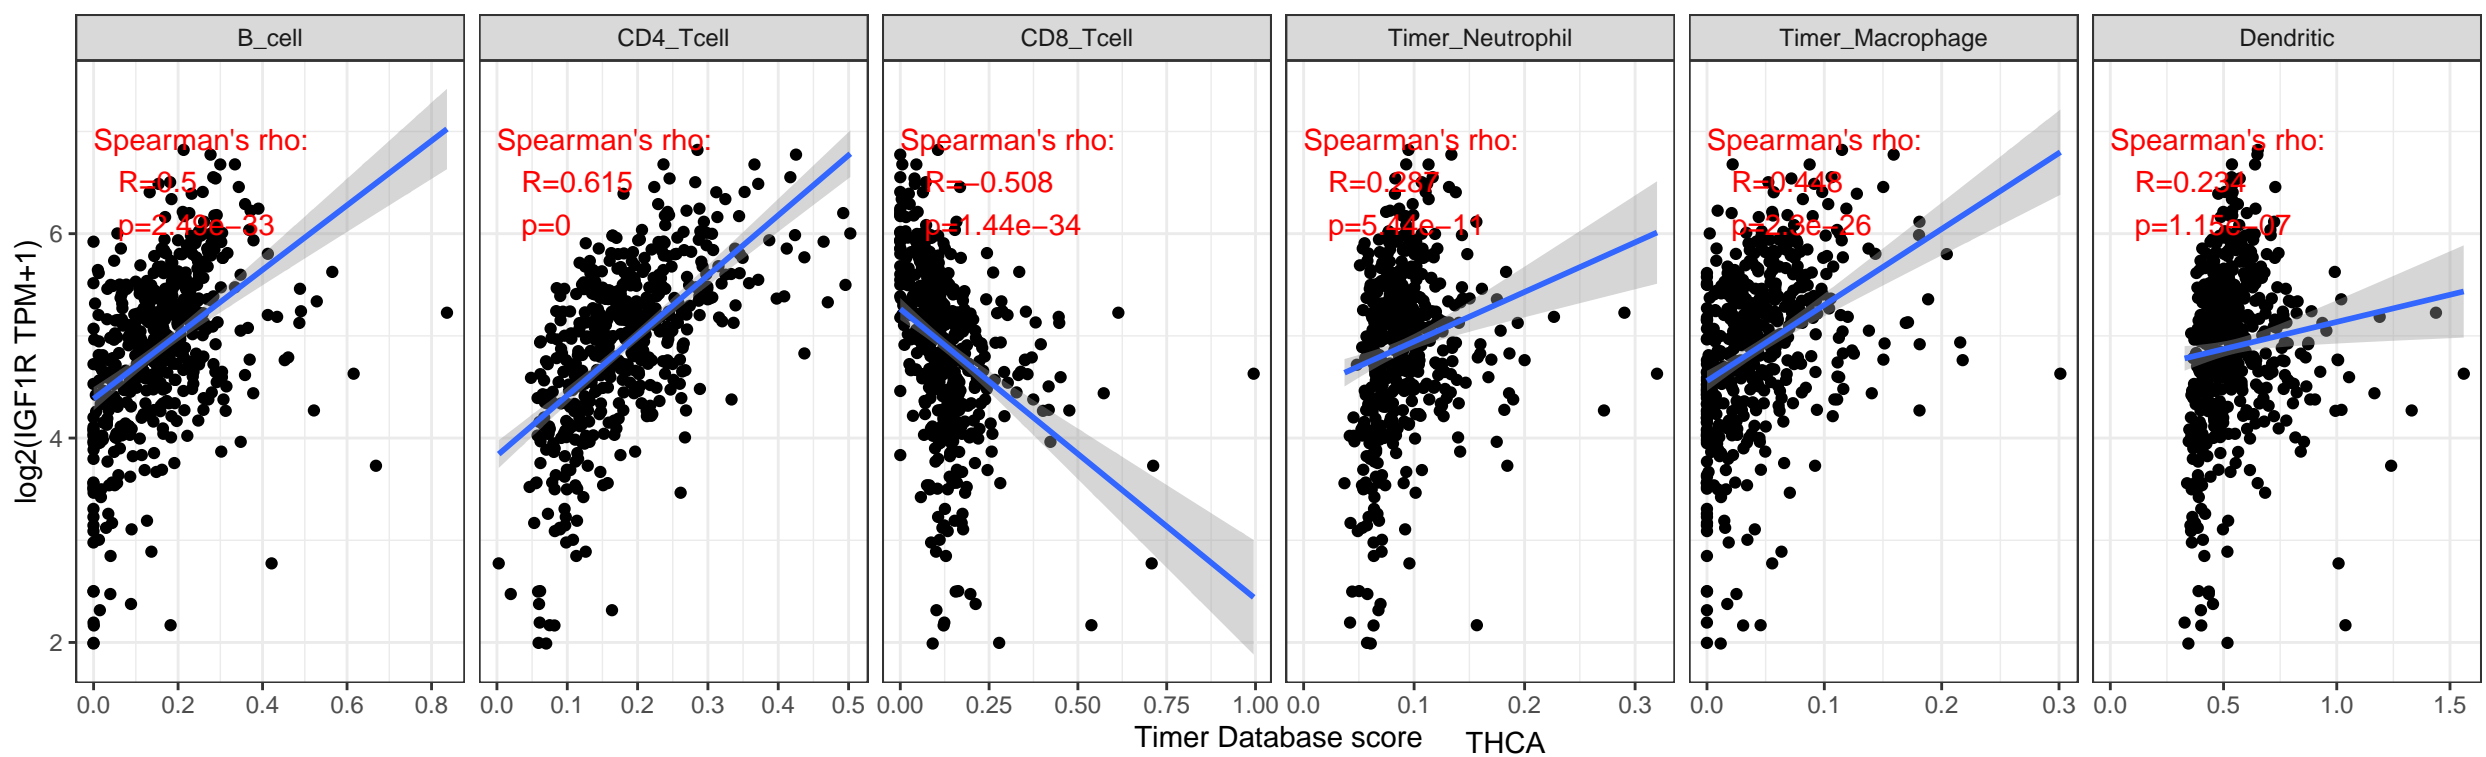 B_cell
CD4_Tcell
CD8_Tcell
Timer_Neutrophil
Timer_Macrophage
Dendritic
Spearman's rho:
R=0.5
p=2.49e−33
Spearman's rho:
R=0.615
p=0
Spearman's rho:
R=−0.508
p=1.44e−34
Spearman's rho:
R=0.287
p=5.44e−11
Spearman's rho:
R=0.448
p=2.3e−26
Spearman's rho:
R=0.234
p=1.15e−07
log2(IGF1R TPM+1)
6
4
2
0.0 0.2 0.4 0.6 0.8
0.0 0.1 0.2 0.3 0.4 0.5
0.00 0.25 0.50 0.75 1.00
0.0 0.1 0.2 0.3
0.0 0.1 0.2 0.3
0.0 0.5 1.0 1.5
Timer Database score THCA